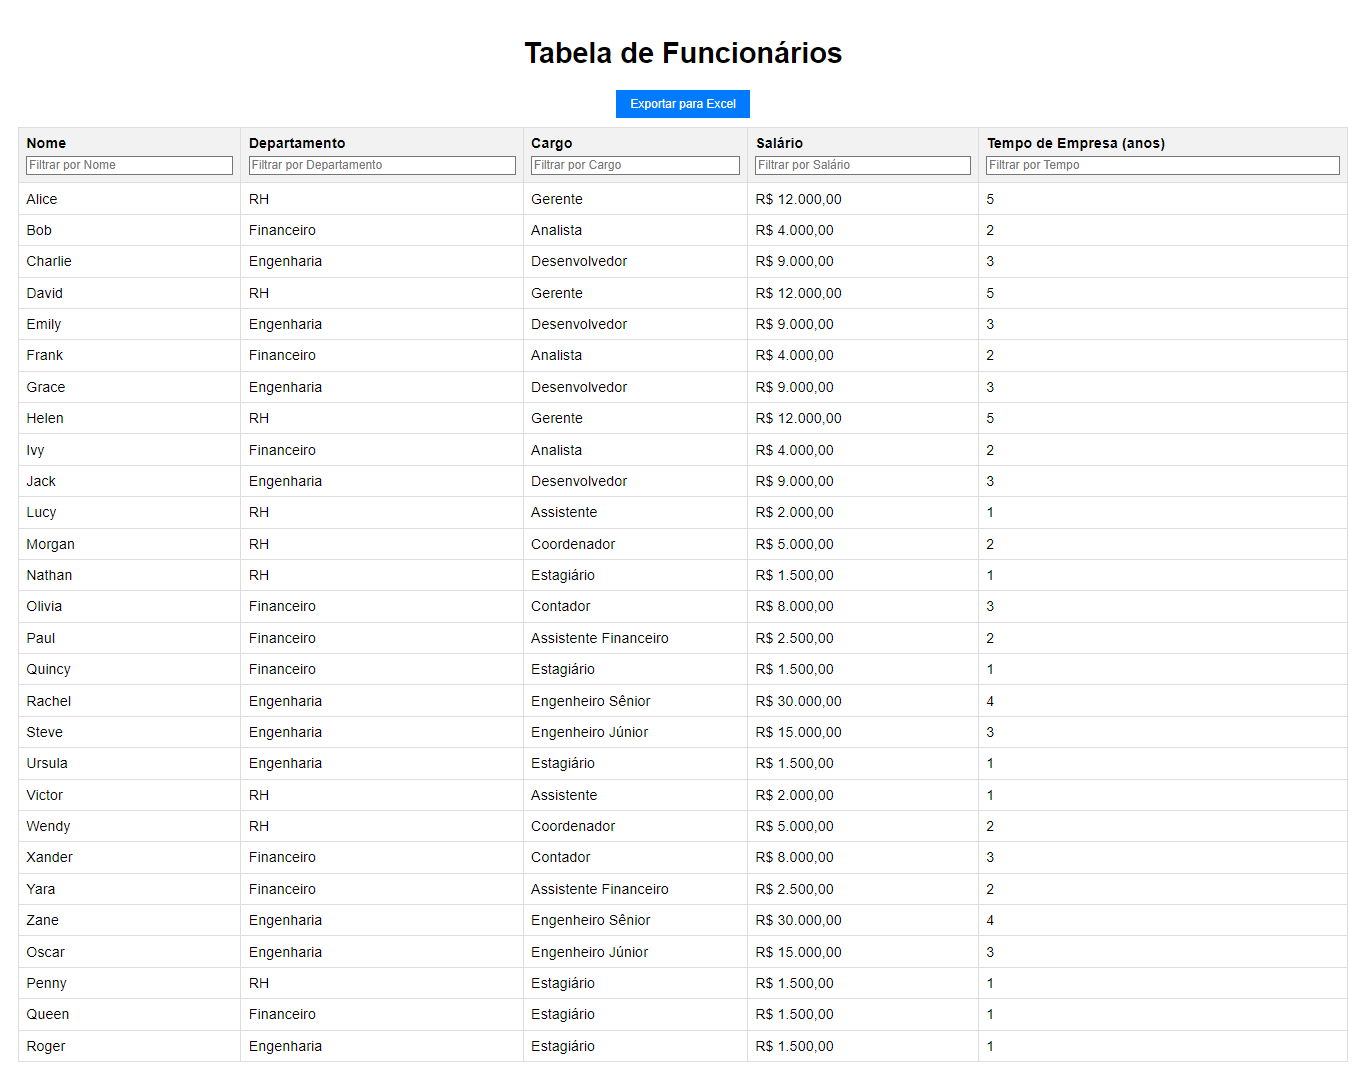 Tabela de Funcionários
Exportar para Excel
Nome Departamento Cargo Salário Tempo de Empresa (anos)
Filtrar por Nome Filtrar por Departamento Filtrar por Cargo Filtrar por Salário Filtrar por Tempo
Alice RH Gerente R$ 12.000,00 5
Bob Financeiro Analista R$ 4.000,00 2
Charlie Engenharia Desenvolvedor R$ 9.000,00 3
David RH Gerente R$ 12.000,00 5
Emily Engenharia Desenvolvedor R$ 9.000,00 3
Frank Financeiro Analista R$ 4.000,00 2
Grace Engenharia Desenvolvedor R$ 9.000,00 3
Helen RH Gerente R$ 12.000,00 5
Ivy Financeiro Analista R$ 4.000,00 2
Jack Engenharia Desenvolvedor R$ 9.000,00 3
Lucy RH Assistente R$ 2.000,00 1
Morgan RH Coordenador R$ 5.000,00 2
Nathan RH Estagiário R$ 1.500,00 1
Olivia Financeiro Contador R$ 8.000,00 3
Paul Financeiro Assistente Financeiro R$ 2.500,00 2
Quincy Financeiro Estagiário R$ 1.500,00 1
Rachel Engenharia Engenheiro Sênior R$ 30.000,00 4
Steve Engenharia Engenheiro Júnior R$ 15.000,00 3
Ursula Engenharia Estagiário R$ 1.500,00 1
Victor RH Assistente R$ 2.000,00 1
Wendy RH Coordenador R$ 5.000,00 2
Xander Financeiro Contador R$ 8.000,00 3
Yara Financeiro Assistente Financeiro R$ 2.500,00 2
Zane Engenharia Engenheiro Sênior R$ 30.000,00 4
Oscar Engenharia Engenheiro Júnior R$ 15.000,00 3
Penny RH Estagiário R$ 1.500,00 1
Queen Financeiro Estagiário R$ 1.500,00 1
Roger Engenharia Estagiário R$ 1.500,00 1